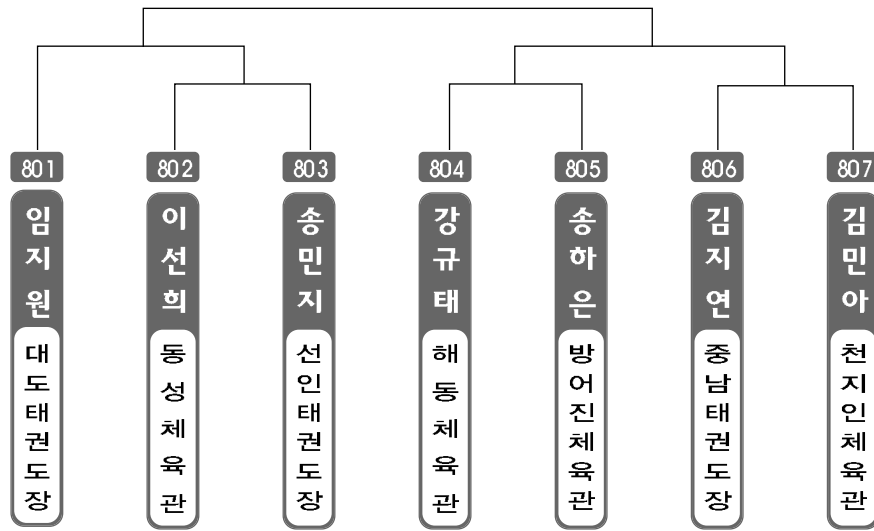 801
임지원
대도태권도장
802
이선희
동성체육관
803
송민지
선인태권도장
804
강규태
해동체육관
805
송하은
방어진체육관
806
김지연
중남태권도장
807
김민아
천지인체육관